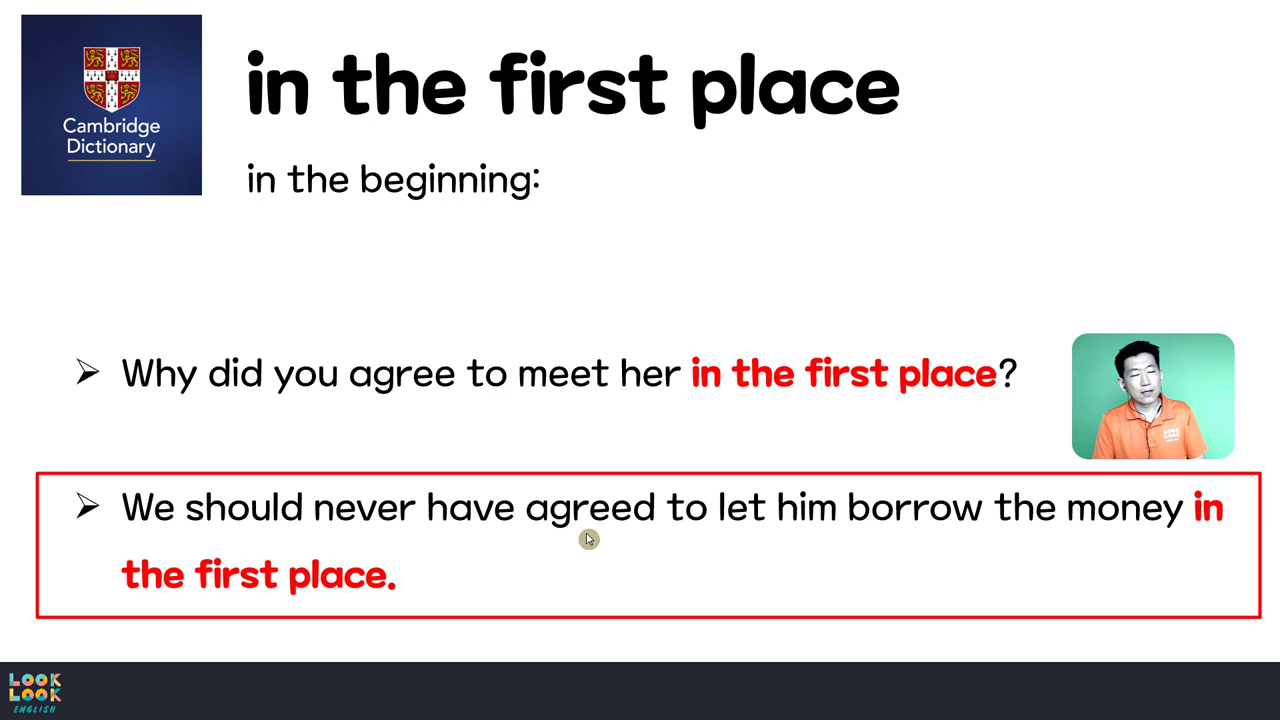 Cambridge
Dictionary
in the first place
in the beginning:
Why did you agree to meet her in the first place?
LOOK
LOOK
We should never have agreed to let him borrow the money in
the first place.
LOOK
LOOK
ENGLISH